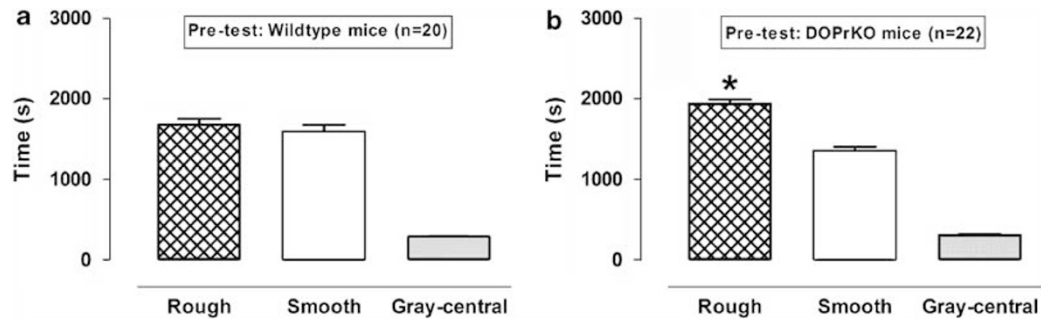 a
Pre-test: Wildtype mice (n=20)
Time (s)
3000
2000
1000
0
Rough Smooth Gray-central
b
Pre-test: DOPrKO mice (n=22)
Time (s)
3000
2000
1000
0
*
Rough Smooth Gray-central